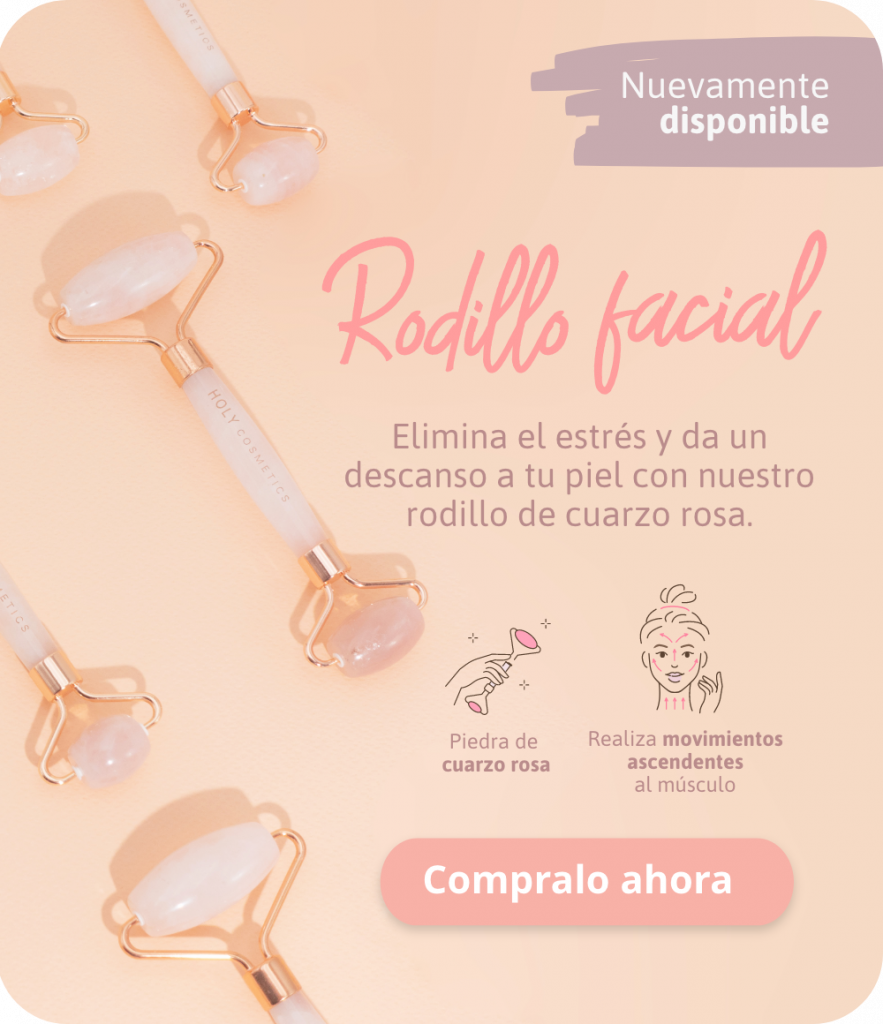 COSMETICS
Nuevamente
disponible
Rodillo facial
HOLY COSMETICS
Elimina el estrés y da un
descanso a tu piel con nuestro
rodillo de cuarzo rosa.
Piedra de
cuarzo rosa
Realiza movimientos
ascendentes
al músculo
Compralo ahora